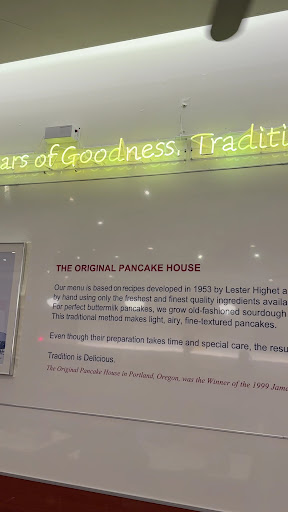 ars of Goodness. Traditi
THE ORIGINAL PANCAKE HOUSE
Our menu is based on recipes developed in 1953 by Lester Highet a
by hand using only the freshest and finest quality ingredients availa
For perfect buttermilk pancakes, we grow old-fashioned sourdough
This traditional method makes light, airy, fine-textured pancakes.
Even though their preparation takes time and special care, the resu
Tradition is Delicious.
The Original Pancake House in Portland, Oregon, was the Winner of the 1999 Jame